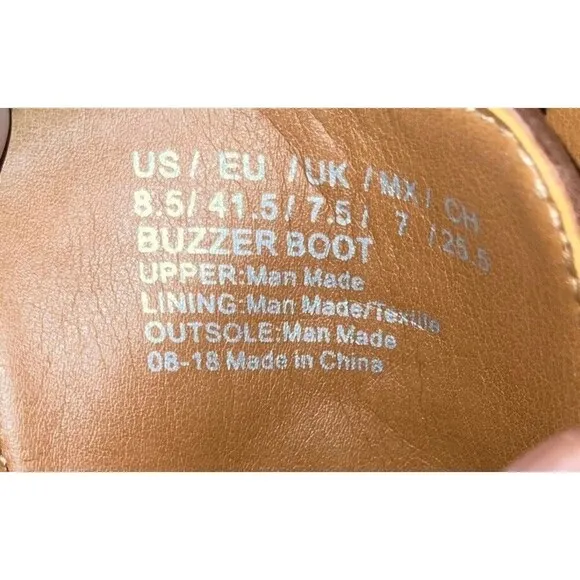 US / EU / UK / MX / CH
8.5/ 41.5/ 7.5/ 7 / 25.5
BUZZER BOOT
UPPER:Man Made
LINING:Man Made/Textile
OUTSOLE:Man Made
08-18 Made in China